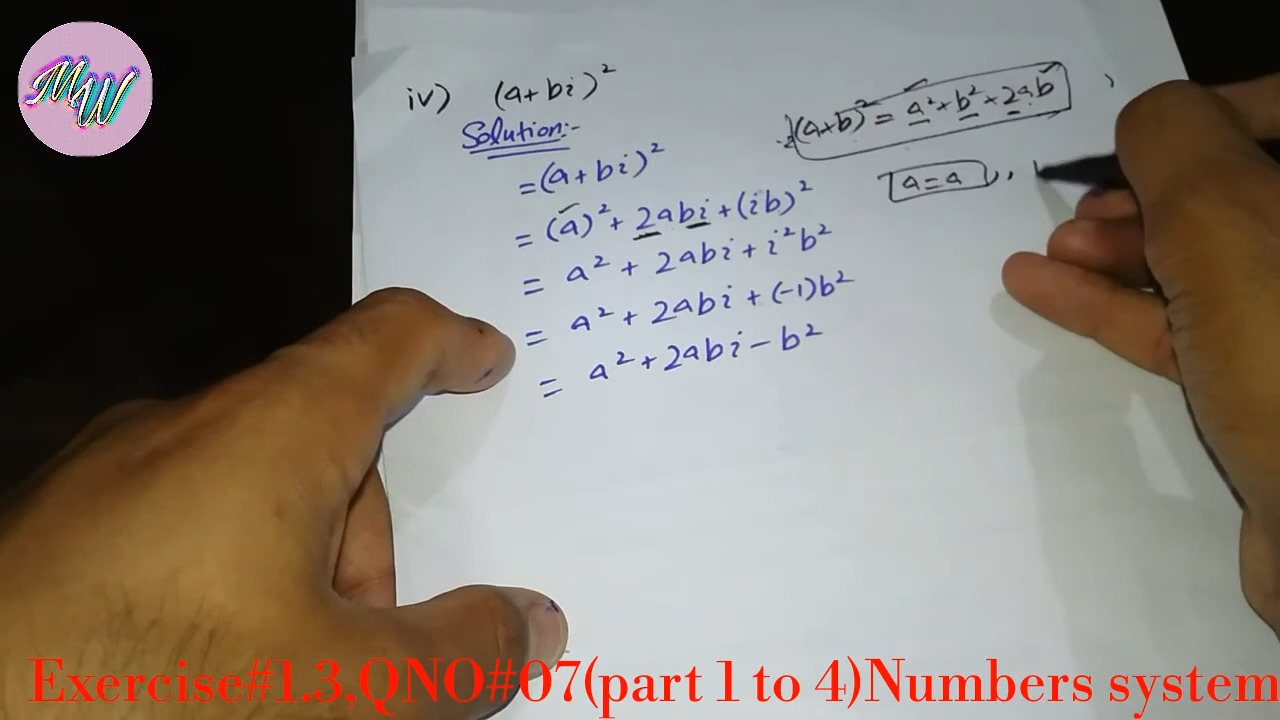 MW
iv) (a+bi)²
Solution:-
=(a+bi)²
= (a)² + 2abi + (ib)²
= a² + 2abi + i²b²
= a² + 2abi + (-1)b²
= a² + 2abi - b²
(a+b)² = a² + b² + 2ab
a = a ,
Exercise#1.3,QNO#07(part 1 to 4)Numbers system